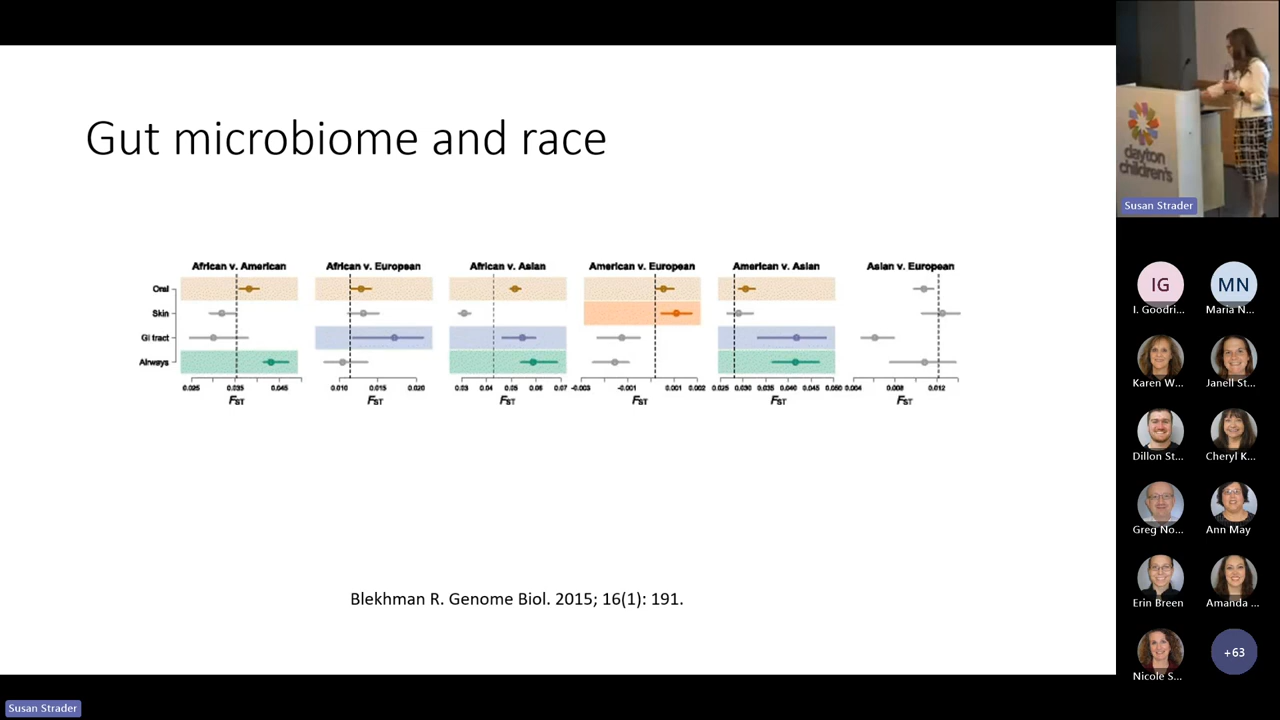 Gut microbiome and race
African v. American
African v. European
African v. Asian
American v. European
American v. Asian
Asian v. European
Oral
Skin
GI tract
Airways
0.025 0.035 0.045
0.010 0.015 0.020
0.03 0.04 0.05 0.06 0.07
-0.003 -0.001 0.001 0.002
0.025 0.030 0.035 0.040 0.045 0.050
0.004 0.008 0.012
FST
FST
FST
FST
FST
FST
Blekhman R. Genome Biol. 2015; 16(1): 191.
dayton
children's
Susan Strader
IG
MN
I. Goodri...
Maria N...
Karen W...
Janell St...
Dillon St...
Cheryl K...
Greg No...
Ann May
Erin Breen
Amanda ...
Nicole S...
+63
Susan Strader